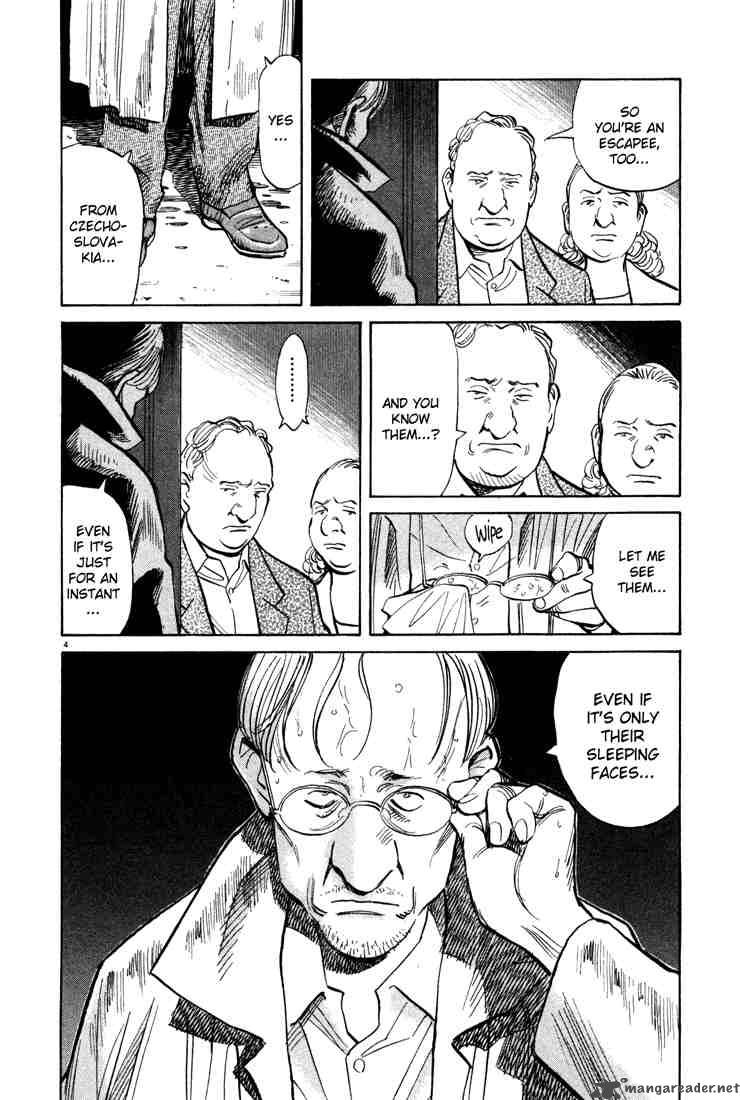 SO
YOU'RE AN
ESCAPEE,
TOO...
YES
...
FROM
CZECHO-
SLOVA-
KIA...
AND YOU
KNOW
THEM...?
.........
EVEN
IF IT'S
JUST
FOR AN
INSTANT
...
Wipe
LET ME
SEE
THEM...
4
EVEN IF
IT'S ONLY
THEIR
SLEEPING
FACES...
mangareader.net